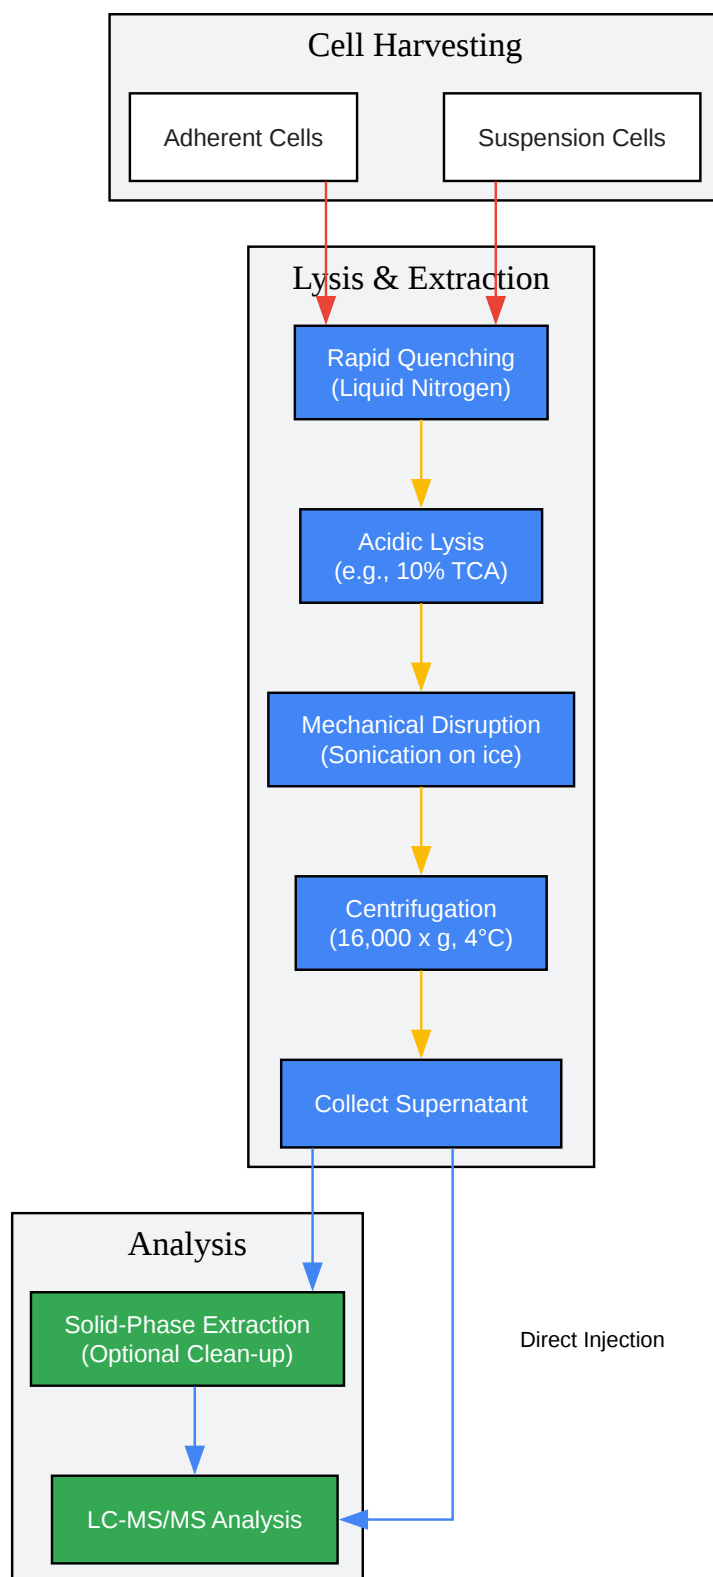 Cell Harvesting
Adherent Cells
Suspension Cells
Lysis & Extraction
Rapid Quenching
(Liquid Nitrogen)
Acidic Lysis
(e.g., 10% TCA)
Mechanical Disruption
(Sonication on ice)
Centrifugation
(16,000 x g, 4°C)
Collect Supernatant
Analysis
Solid-Phase Extraction
(Optional Clean-up)
Direct Injection
LC-MS/MS Analysis